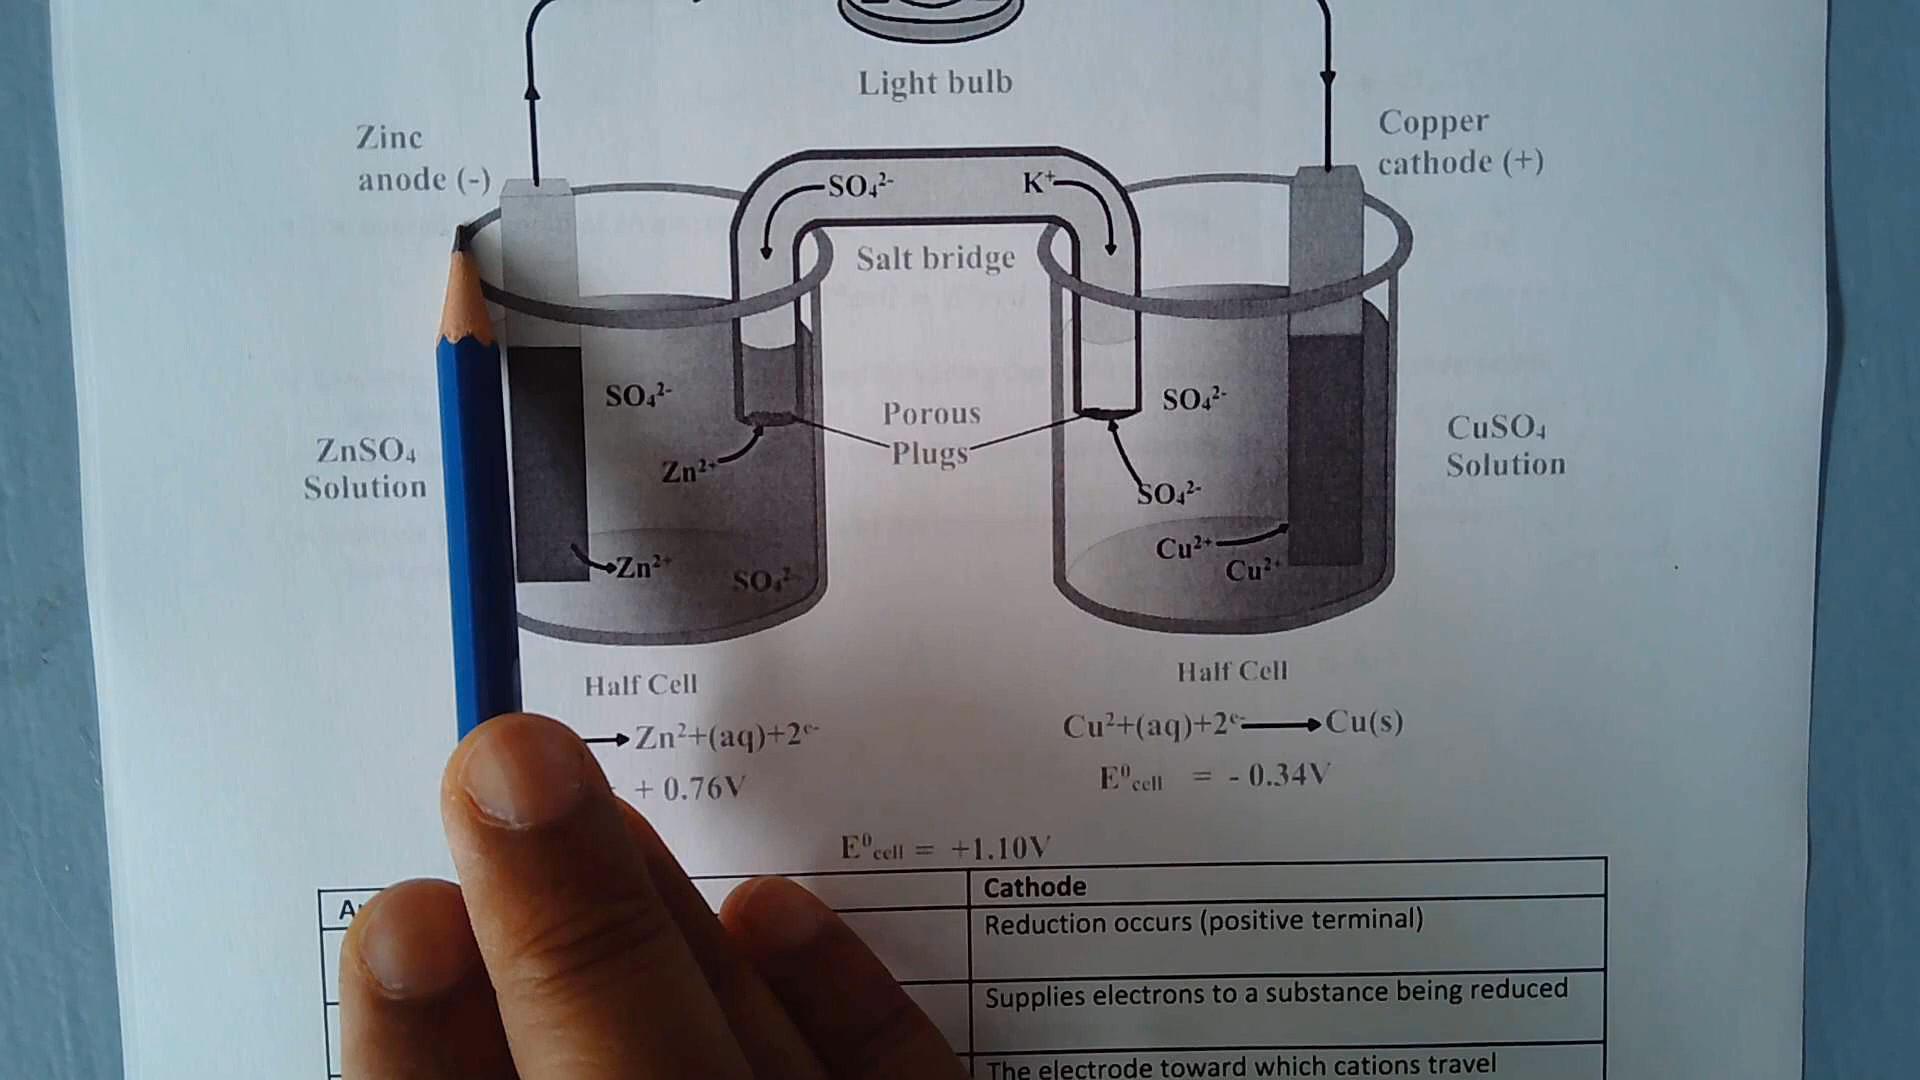 Light bulb
Zinc
anode (-)
Copper
cathode (+)
SO₄²⁻
K⁺
Salt bridge
SO₄²⁻
SO₄²⁻
Porous
Plugs
ZnSO₄
Solution
CuSO₄
Solution
Zn²⁺
SO₄²⁻
Zn²⁺
SO₄²⁻
Cu²⁺
Cu²⁺
Half Cell
Half Cell
→Zn²+(aq)+2e-
Cu²+(aq)+2e-→Cu(s)
+ 0.76V
E⁰cell = - 0.34V
E⁰cell = +1.10V
Cathode
Reduction occurs (positive terminal)
Supplies electrons to a substance being reduced
The electrode toward which cations travel